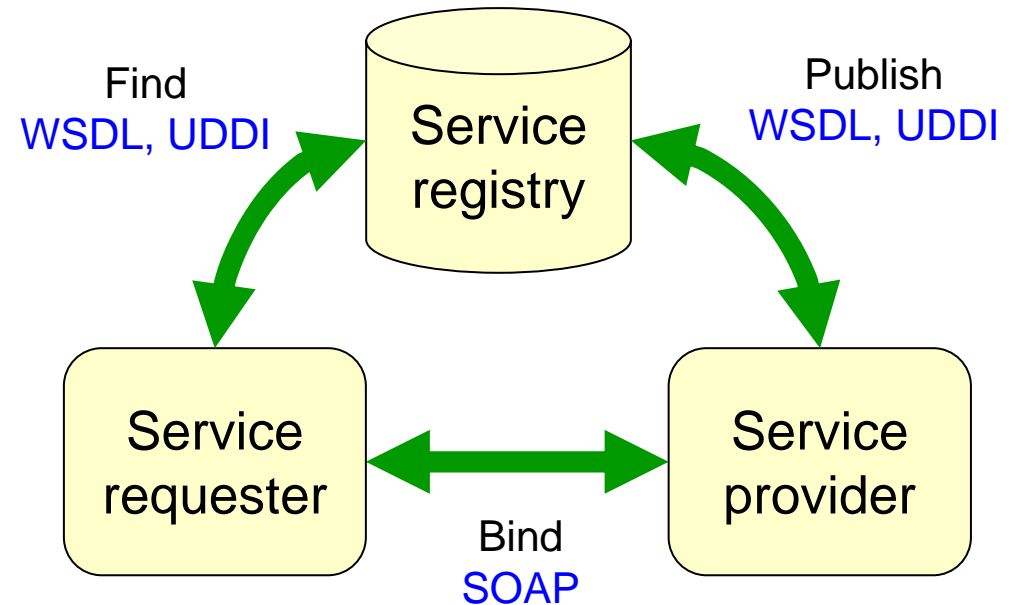 Find
WSDL, UDDI
Service
registry
Publish
WSDL, UDDI
Service
requester
Bind
SOAP
Service
provider